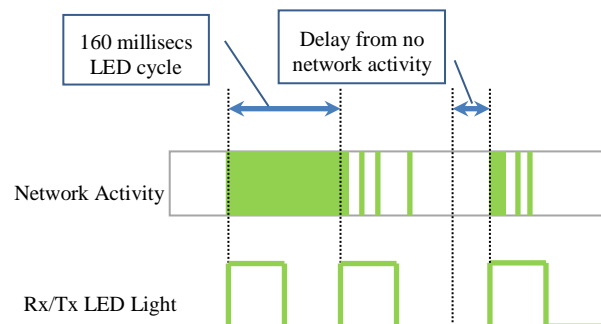 160 millisecs
LED cycle
Delay from no
network activity
Network Activity
Rx/Tx LED Light